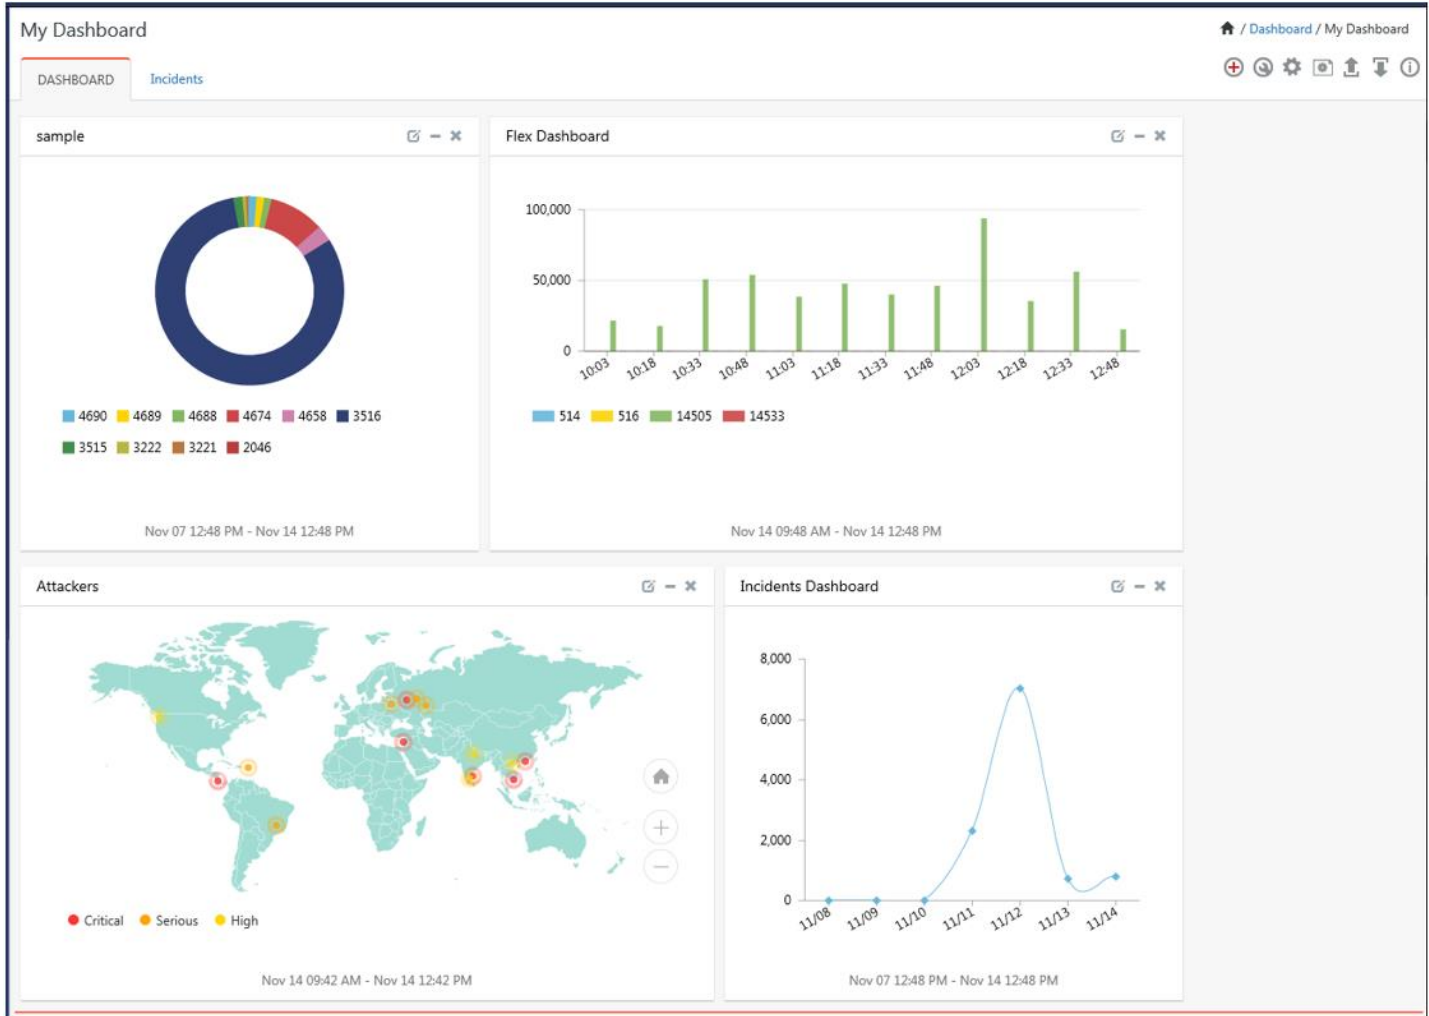 My Dashboard
/ Dashboard / My Dashboard
DASHBOARD
Incidents
sample
4690 4689 4688 4674 4658 3516
3515 3222 3221 2046
Nov 07 12:48 PM - Nov 14 12:48 PM
Flex Dashboard
100,000
50,000
0
10:03 10:18 10:33 10:48 11:03 11:18 11:33 11:48 12:03 12:18 12:33 12:48
514 516 14505 14533
Nov 14 09:48 AM - Nov 14 12:48 PM
Attackers
Critical Serious High
Nov 14 09:42 AM - Nov 14 12:42 PM
Incidents Dashboard
8,000
6,000
4,000
2,000
0
11/08 11/09 11/10 11/11 11/12 11/13 11/14
Nov 07 12:48 PM - Nov 14 12:48 PM